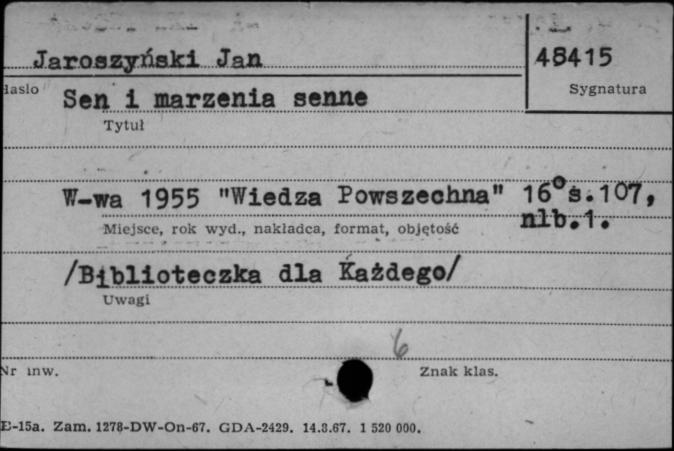 Jaroszyński Jan
48415
Hasło
Sygnatura
Sen i marzenia senne
Tytuł
W-wa 1955 "Wiedza Powszechna" 16° s.107,
Miejsce, rok wyd., nakładca, format, objętość
nlb.1.
/Biblioteczka dla Każdego/
Uwagi
6
Nr inw.
Znak klas.
E-15a. Zam. 1278-DW-On-67. GDA-2429. 14.3.67. 1 520 000.